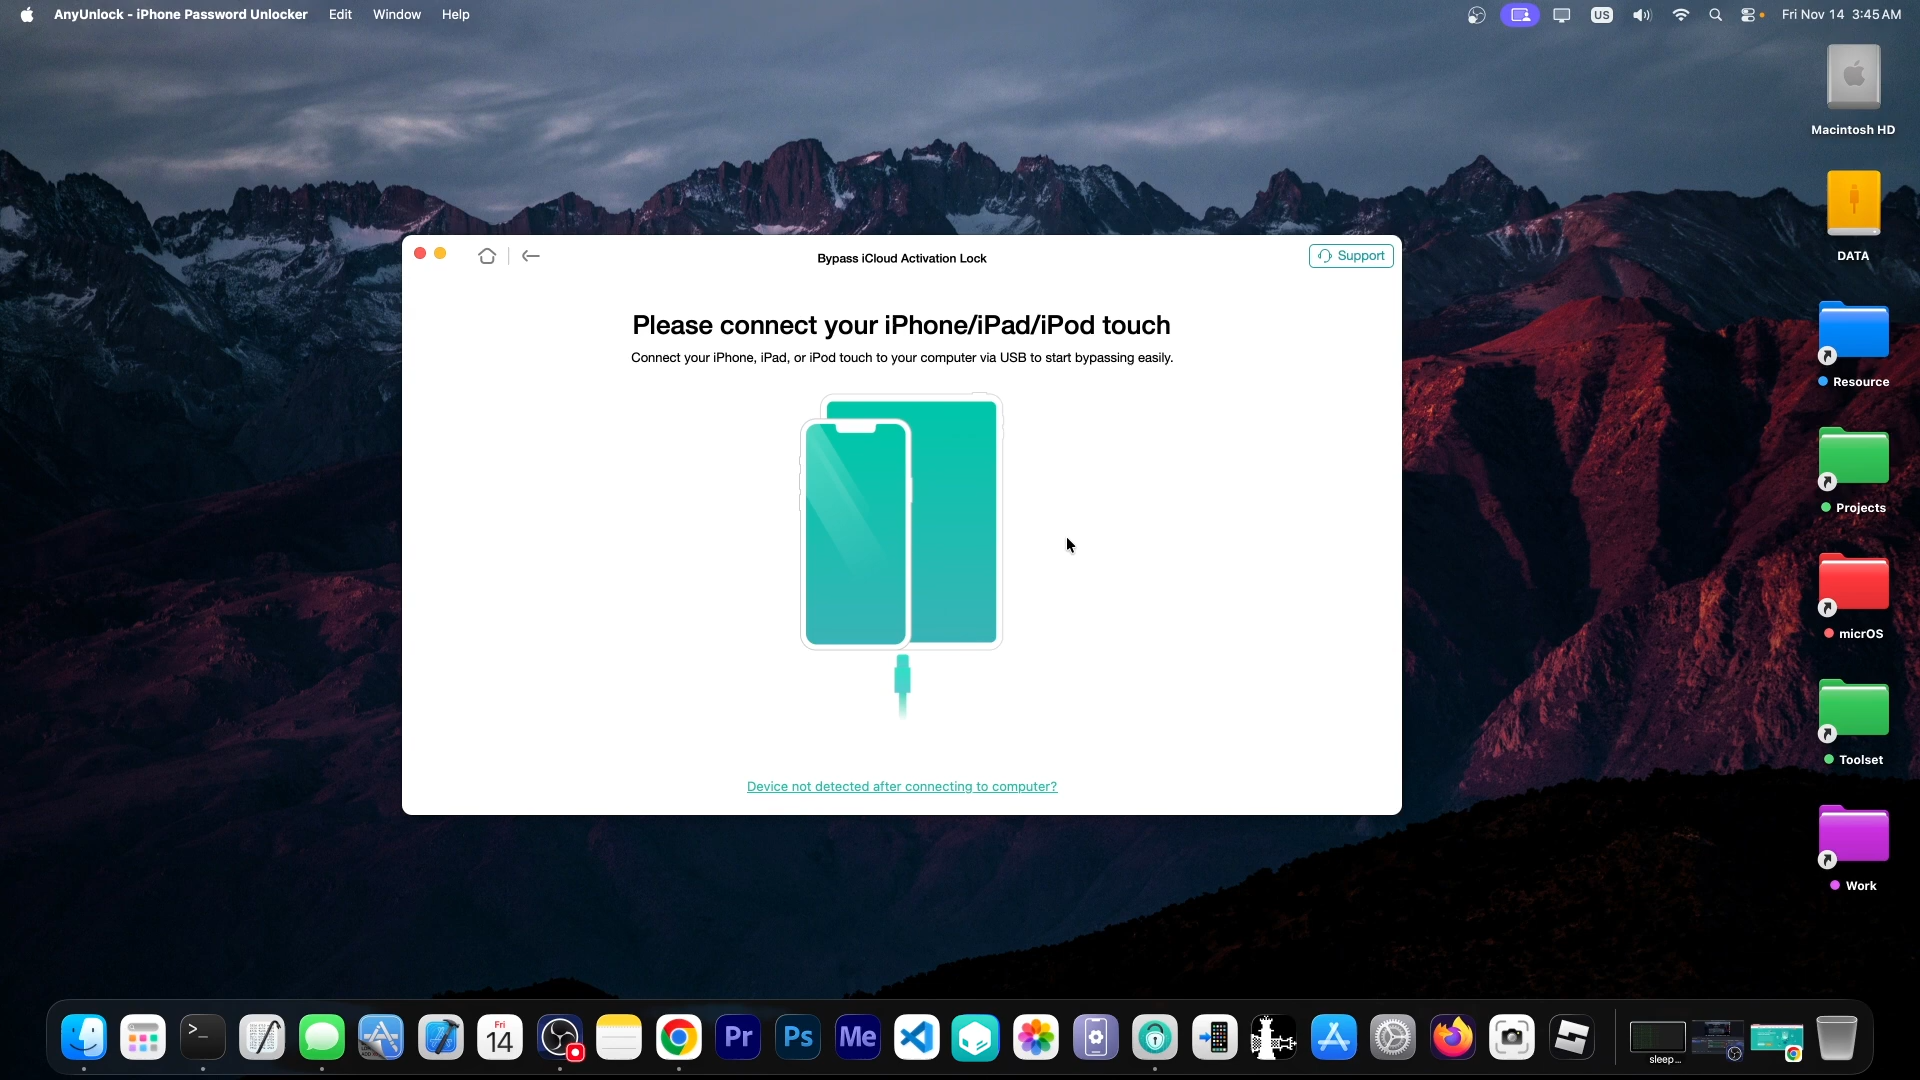 AnyUnlock - iPhone Password Unlocker Edit Window Help US Fri Nov 14 3:45 AM
Macintosh HD
DATA
Bypass iCloud Activation Lock
Support
Please connect your iPhone/iPad/iPod touch
Connect your iPhone, iPad, or iPod touch to your computer via USB to start bypassing easily.
Resource
Projects
micrOS
Toolset
Device not detected after connecting to computer?
Work
>_
Fri
14
Pr
Ps
Me
sleep...